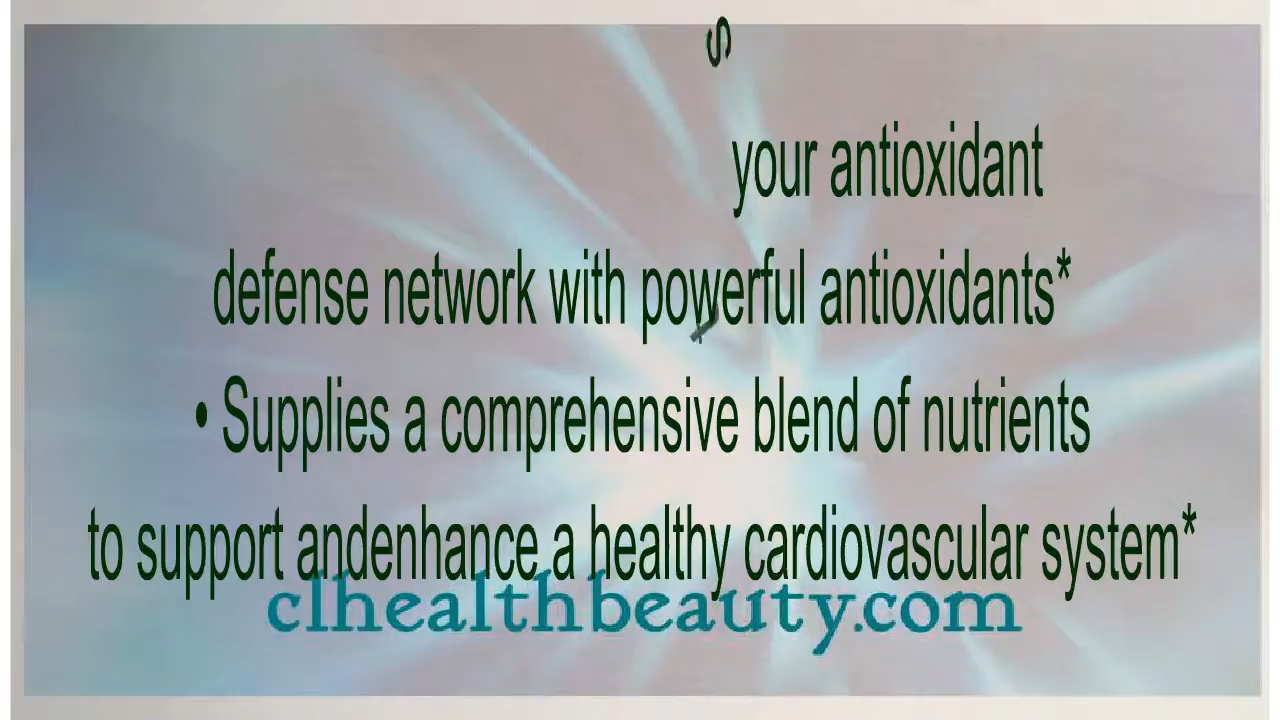 s
your antioxidant
defense network with powerful antioxidants*
• Supplies a comprehensive blend of nutrients
to support andenhance a healthy cardiovascular system*
clhealthbeauty.com